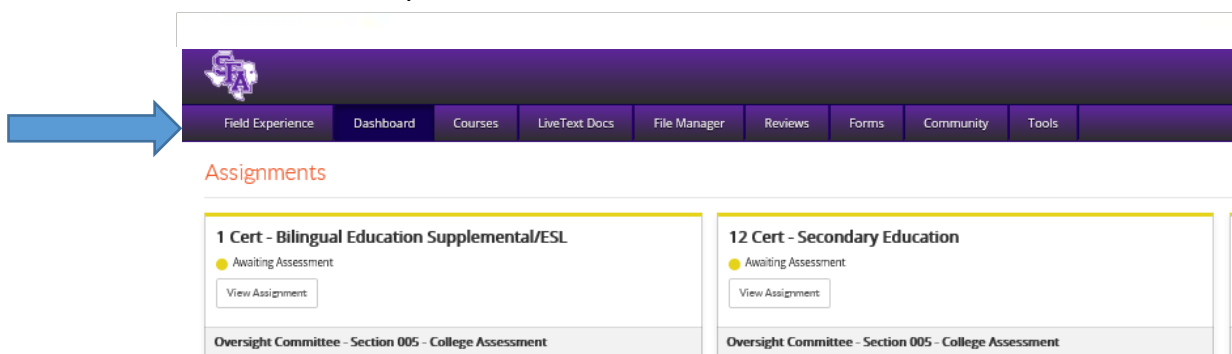 SFA
Field Experience Dashboard Courses LiveText Docs File Manager Reviews Forms Community Tools
Assignments
1 Cert - Bilingual Education Supplemental/ESL
Awaiting Assessment
View Assignment
Oversight Committee - Section 005 - College Assessment
12 Cert - Secondary Education
Awaiting Assessment
View Assignment
Oversight Committee - Section 005 - College Assessment